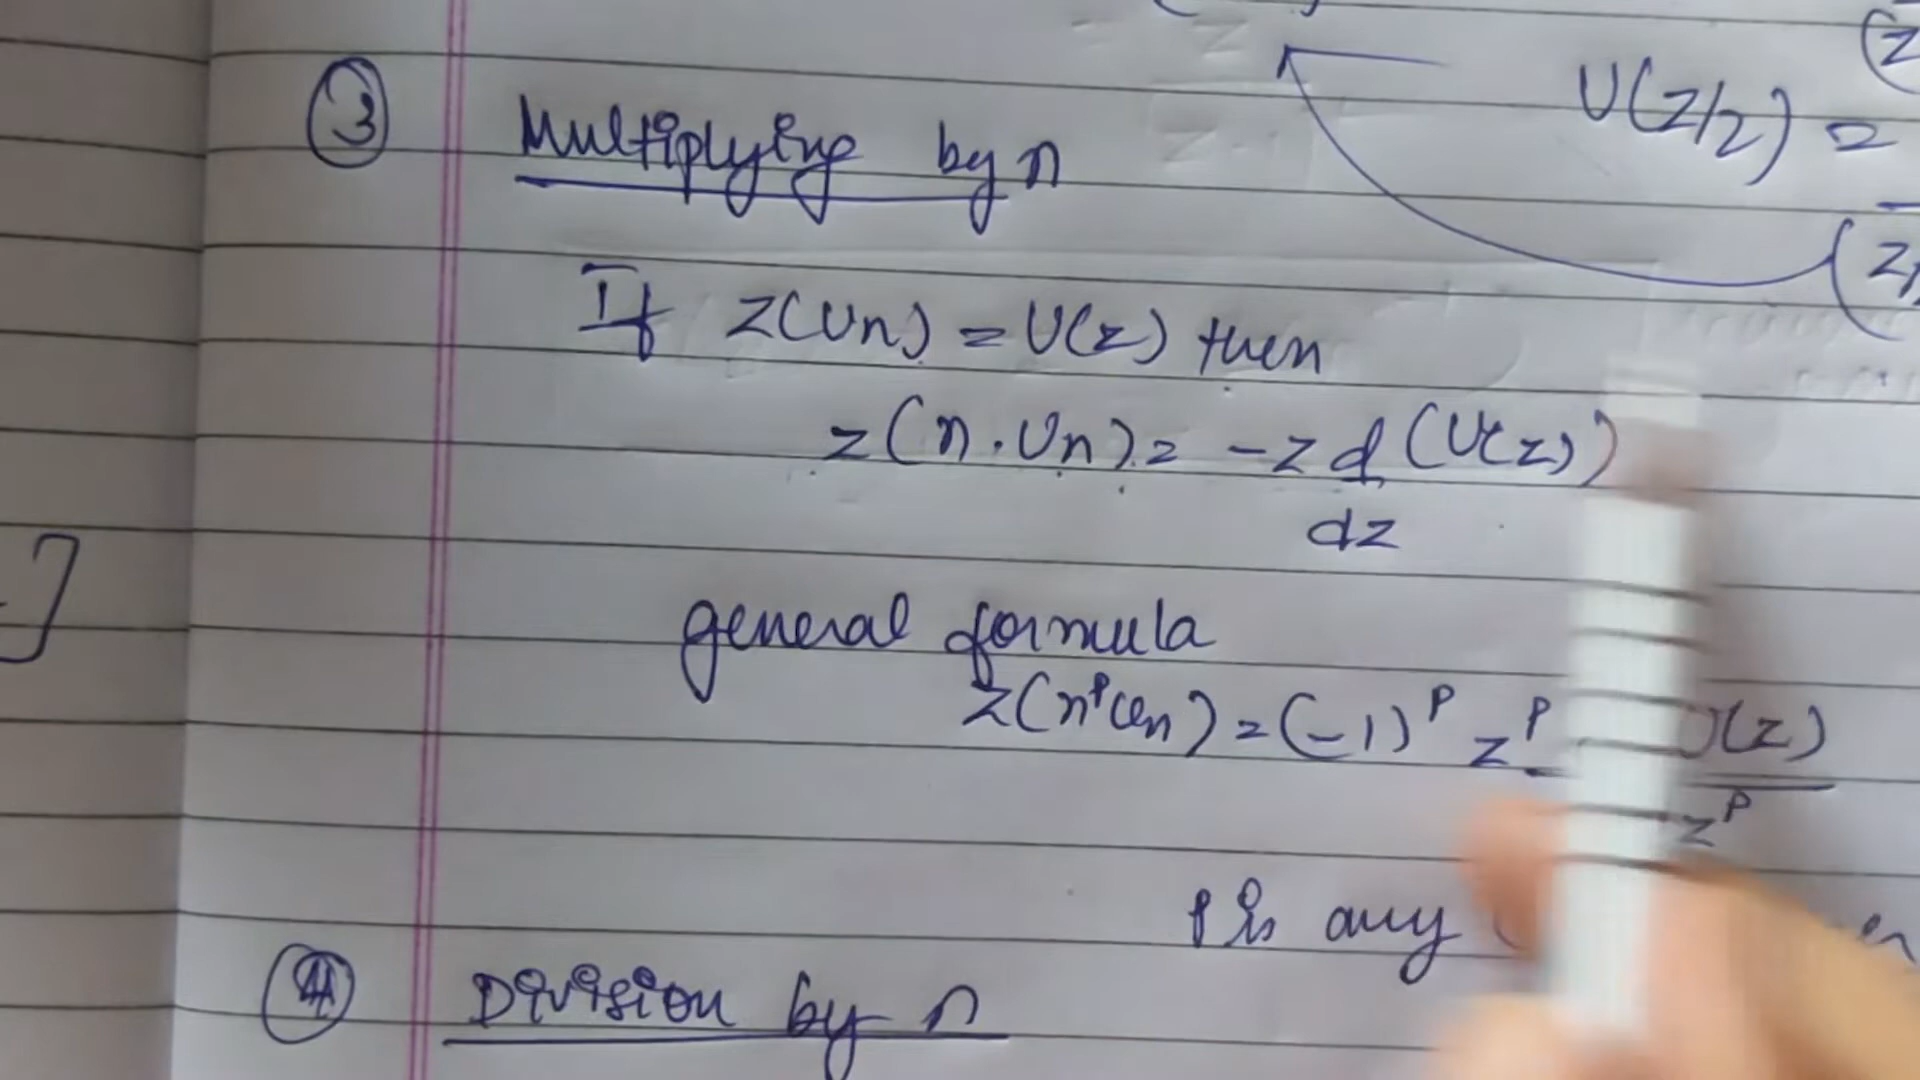 U(z/2) =
③ Multiplying by n
If Z(Un) = U(z) then
z(n.Un) = -z d (U(z))
dz
general formula
Z(n^p Un) = (-1)^p z^p U(z)
z^p
P is any
④ Division by n